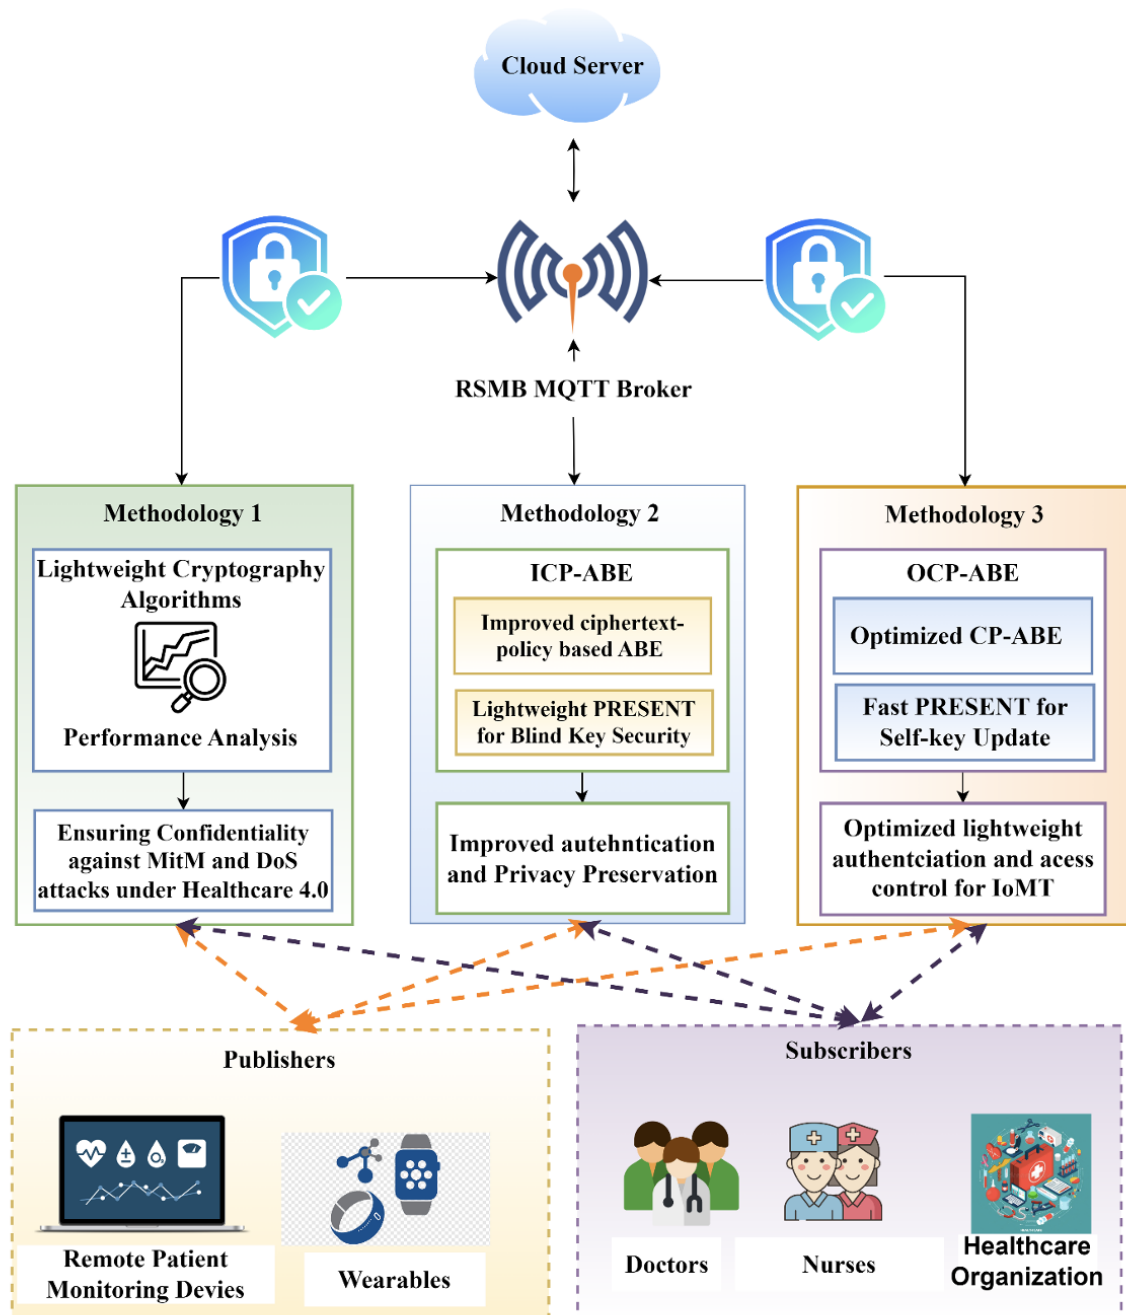 Cloud Server
RSMB MQTT Broker
Methodology 1
Lightweight Cryptography
Algorithms
Performance Analysis
Ensuring Confidentiality
against MitM and DoS
attacks under Healthcare 4.0
Methodology 2
ICP-ABE
Improved ciphertext-
policy based ABE
Lightweight PRESENT
for Blind Key Security
Improved autehntication
and Privacy Preservation
Methodology 3
OCP-ABE
Optimized CP-ABE
Fast PRESENT for
Self-key Update
Optimized lightweight
authentciation and acess
control for IoMT
Publishers
Remote Patient
Monitoring Devies
Wearables
Subscribers
Doctors
Nurses
Healthcare
Organization